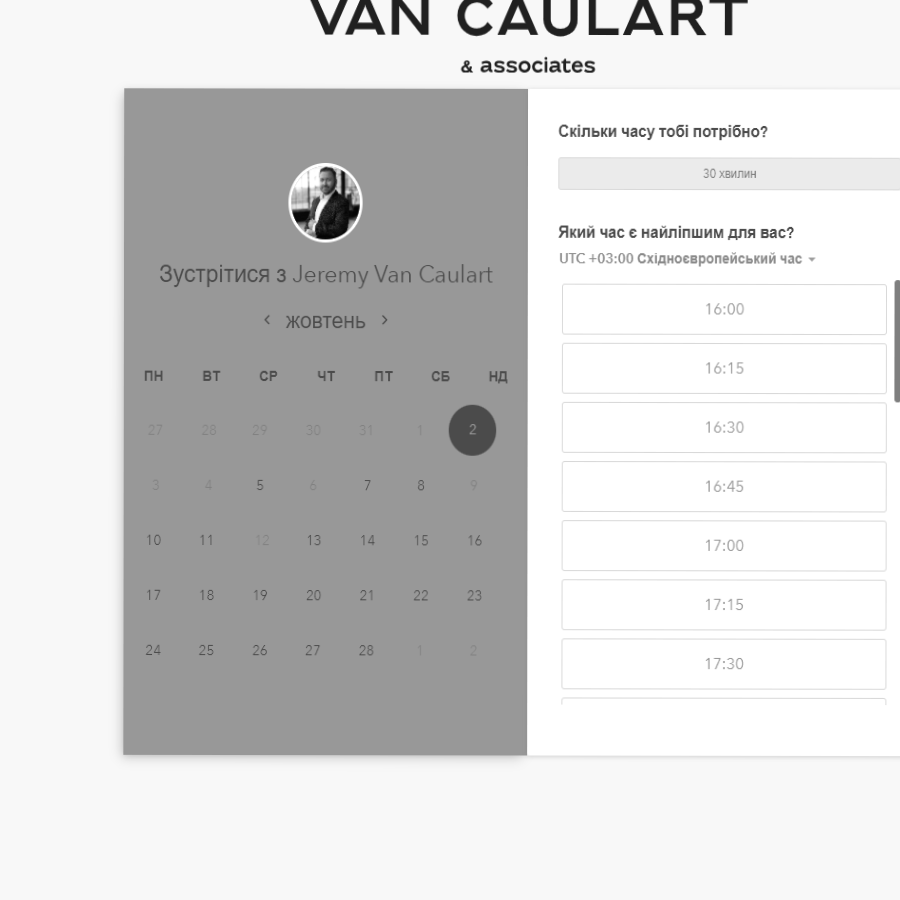 VAN CAULART
& associates
Зустрітися з Jeremy Van Caulart
жовтень
ПН ВТ СР ЧТ ПТ СБ НД
27 28 29 30 31 1 2
3 4 5 6 7 8 9
10 11 12 13 14 15 16
17 18 19 20 21 22 23
24 25 26 27 28 1 2
Скільки часу тобі потрібно?
30 хвилин
Який час є найліпшим для вас?
UTC +03:00 Східноєвропейський час
16:00
16:15
16:30
16:45
17:00
17:15
17:30